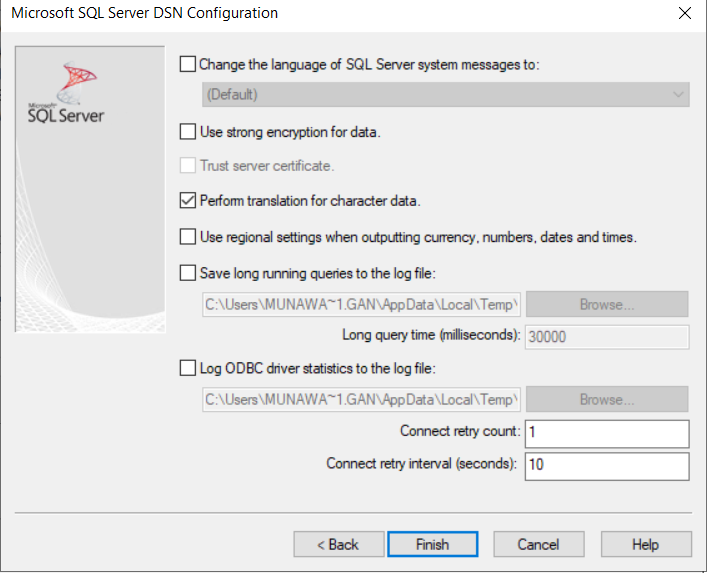 Microsoft SQL Server DSN Configuration
Microsoft
SQL Server
Change the language of SQL Server system messages to:
(Default)
Use strong encryption for data.
Trust server certificate.
Perform translation for character data.
Use regional settings when outputting currency, numbers, dates and times.
Save long running queries to the log file:
C:\Users\MUNAWA~1.GAN\AppData\Local\Temp\ Browse...
Long query time (milliseconds): 30000
Log ODBC driver statistics to the log file:
C:\Users\MUNAWA~1.GAN\AppData\Local\Temp\ Browse...
Connect retry count: 1
Connect retry interval (seconds): 10
< Back Finish Cancel Help